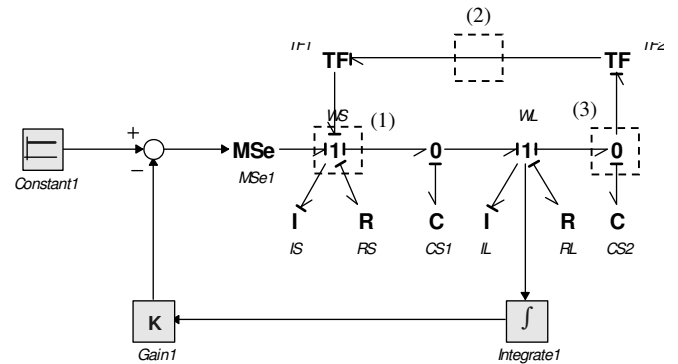 (2)
TF1
TF
TF
TF2
WS
(1)
WL
(3)
+
−
MSe
1
0
1
0
Constant1
MSe1
I
R
C
I
R
C
IS
RS
CS1
IL
RL
CS2
K
∫
Gain1
Integrate1